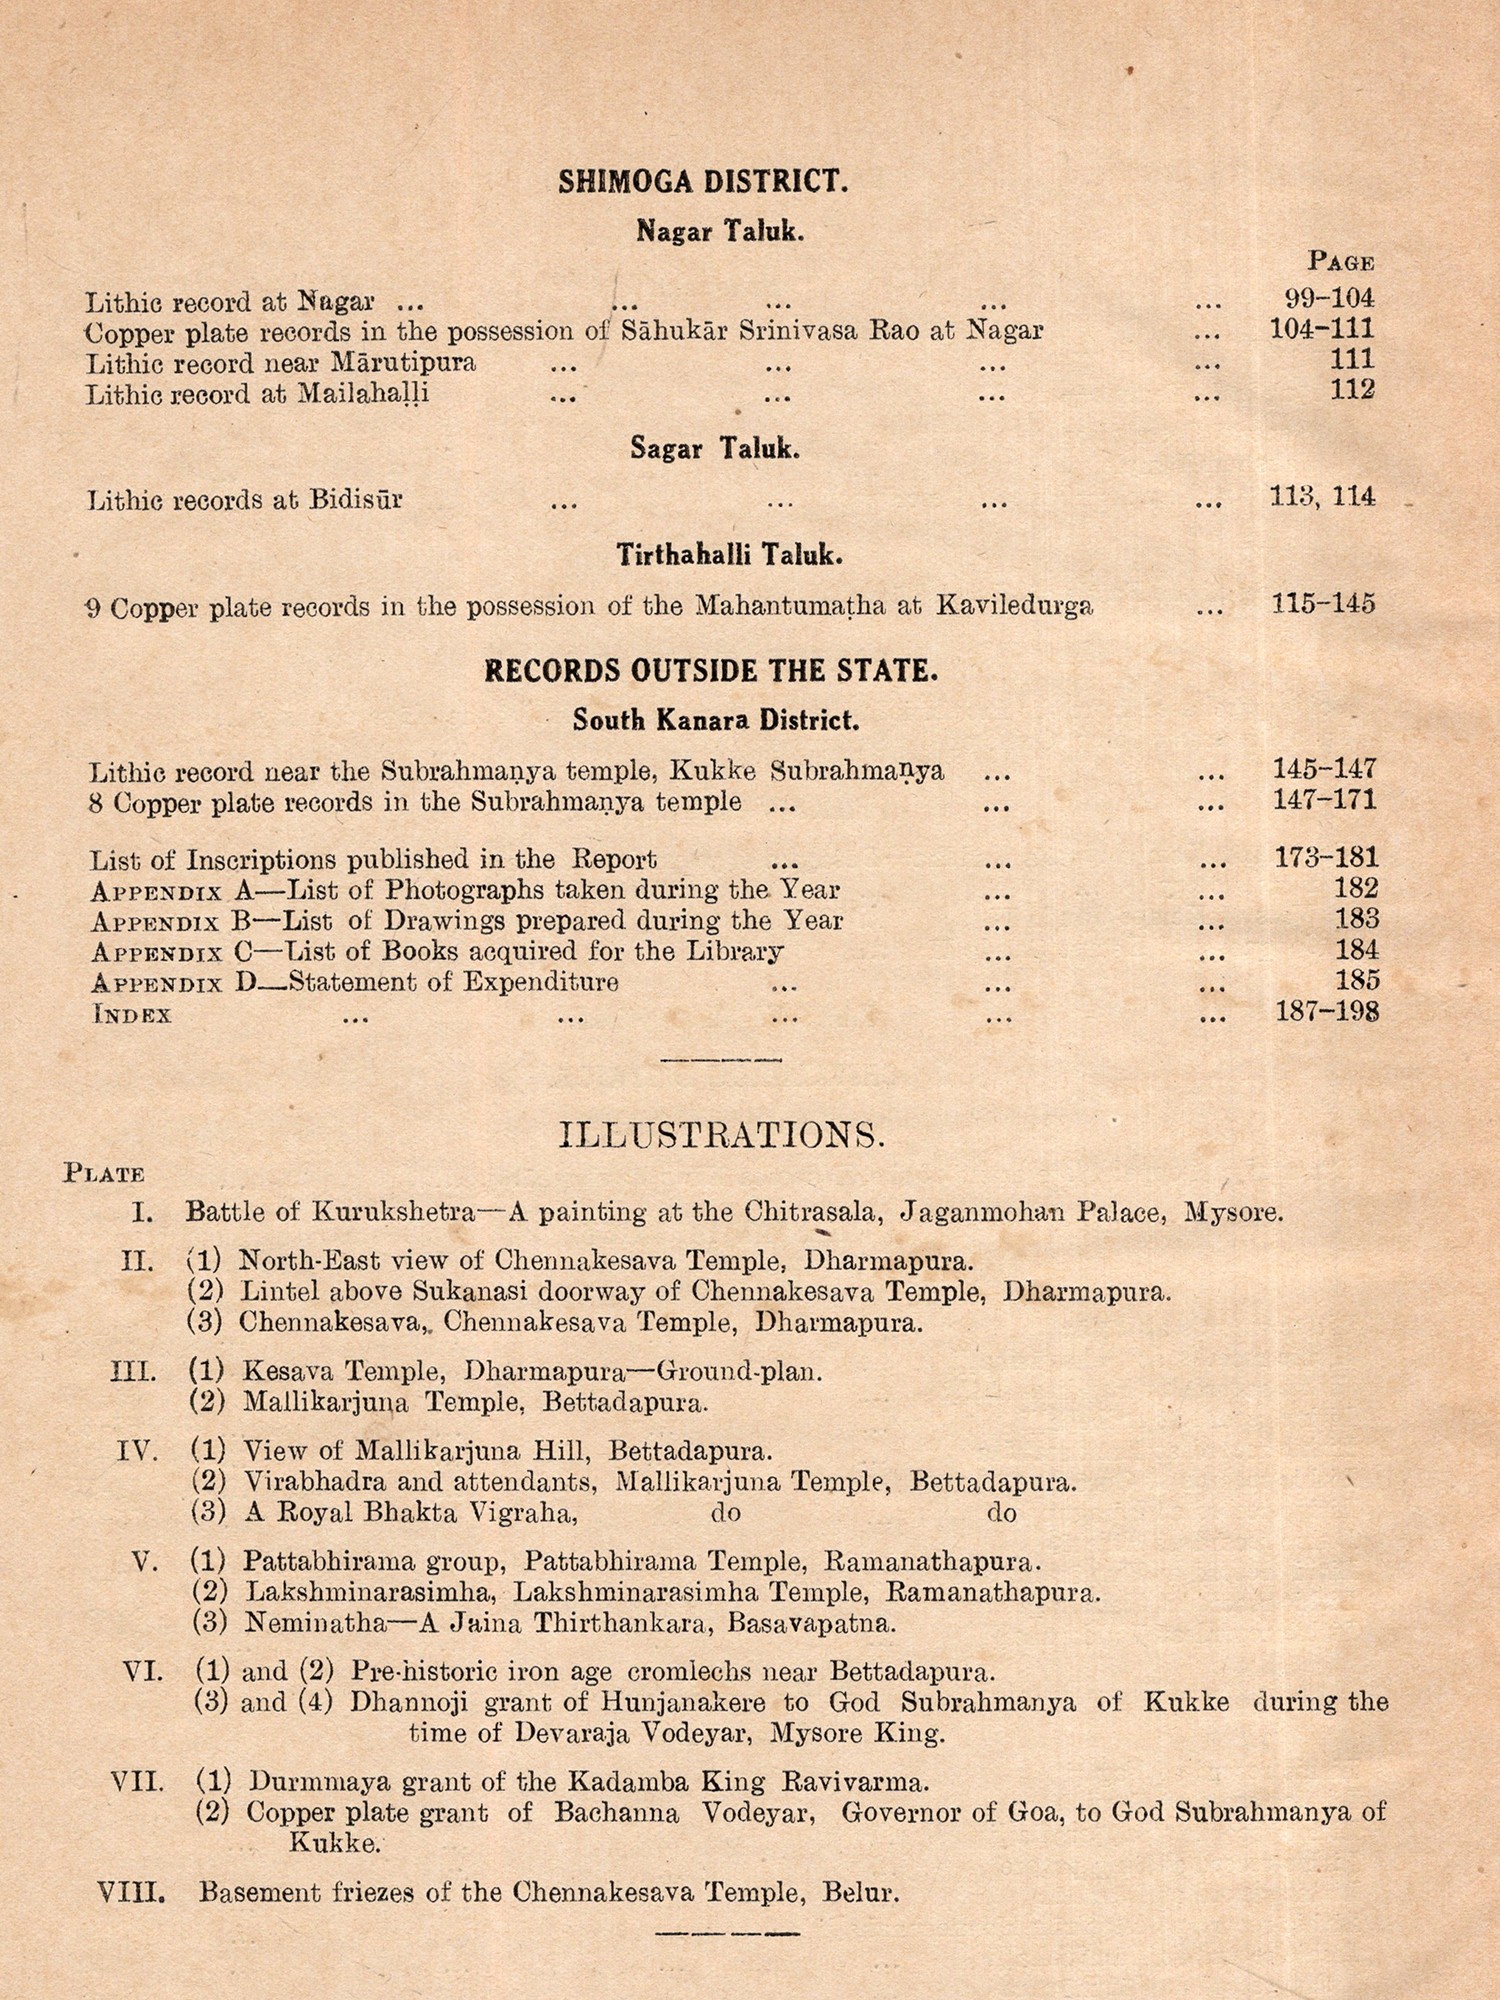 SHIMOGA DISTRICT.
Nagar Taluk.
PAGE
Lithic record at Nagar ... ... ... ... ... 99–104
Copper plate records in the possession of Sāhukār Srinivasa Rao at Nagar ... 104–111
Lithic record near Mārutipura ... ... ... ... 111
Lithic record at Mailahaḷḷi ... ... ... ... 112
Sagar Taluk.
Lithic records at Bidisūr ... ... ... ... 113, 114
Tirthahalli Taluk.
9 Copper plate records in the possession of the Mahantumaṭha at Kaviledurga ... 115–145
RECORDS OUTSIDE THE STATE.
South Kanara District.
Lithic record near the Subrahmaṇya temple, Kukke Subrahmaṇya ... ... 145–147
8 Copper plate records in the Subrahmaṇya temple ... ... ... 147–171
List of Inscriptions published in the Report ... ... ... 173–181
APPENDIX A—List of Photographs taken during the Year ... ... 182
APPENDIX B—List of Drawings prepared during the Year ... ... 183
APPENDIX C—List of Books acquired for the Library ... ... 184
APPENDIX D—Statement of Expenditure ... ... ... 185
INDEX ... ... ... ... ... 187–198
ILLUSTRATIONS.
PLATE
I. Battle of Kurukshetra—A painting at the Chitrasala, Jaganmohan Palace, Mysore.
II. (1) North-East view of Chennakesava Temple, Dharmapura.
(2) Lintel above Sukanasi doorway of Chennakesava Temple, Dharmapura.
(3) Chennakesava, Chennakesava Temple, Dharmapura.
III. (1) Kesava Temple, Dharmapura—Ground-plan.
(2) Mallikarjuna Temple, Bettadapura.
IV. (1) View of Mallikarjuna Hill, Bettadapura.
(2) Virabhadra and attendants, Mallikarjuna Temple, Bettadapura.
(3) A Royal Bhakta Vigraha, do do
V. (1) Pattabhirama group, Pattabhirama Temple, Ramanathapura.
(2) Lakshminarasimha, Lakshminarasimha Temple, Ramanathapura.
(3) Neminatha—A Jaina Thirthankara, Basavapatna.
VI. (1) and (2) Pre-historic iron age cromlechs near Bettadapura.
(3) and (4) Dhannoji grant of Hunjanakere to God Subrahmanya of Kukke during the
time of Devaraja Vodeyar, Mysore King.
VII. (1) Durmmaya grant of the Kadamba King Ravivarma.
(2) Copper plate grant of Bachanna Vodeyar, Governor of Goa, to God Subrahmanya of
Kukke.
VIII. Basement friezes of the Chennakesava Temple, Belur.